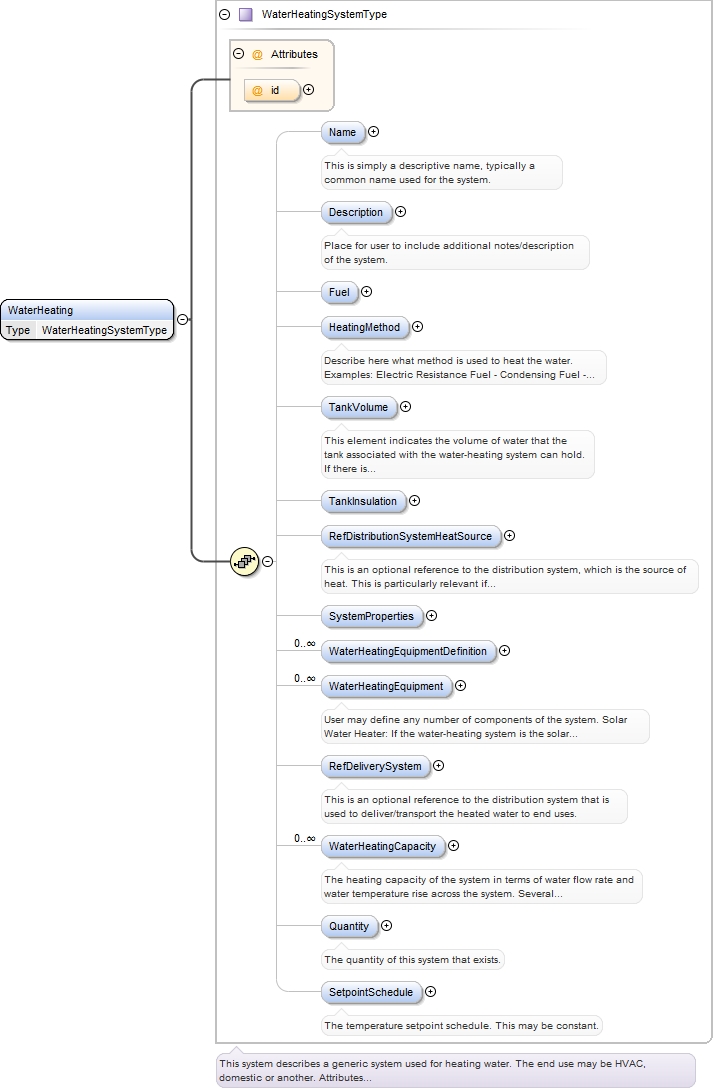 WaterHeatingSystemType
@ Attributes
@ id
Name
This is simply a descriptive name, typically a
common name used for the system.
Description
Place for user to include additional notes/description
of the system.
Fuel
WaterHeating
Type WaterHeatingSystemType
HeatingMethod
Describe here what method is used to heat the water.
Examples: Electric Resistance Fuel - Condensing Fuel -...
TankVolume
This element indicates the volume of water that the
tank associated with the water-heating system can hold.
If there is...
TankInsulation
RefDistributionSystemHeatSource
This is an optional reference to the distribution system, which is the source of
heat. This is particularly relevant if...
SystemProperties
0..∞ WaterHeatingEquipmentDefinition
0..∞ WaterHeatingEquipment
User may define any number of components of the system. Solar
Water Heater: If the water-heating system is the solar...
RefDeliverySystem
This is an optional reference to the distribution system that is
used to deliver/transport the heated water to end uses.
0..∞ WaterHeatingCapacity
The heating capacity of the system in terms of water flow rate and
water temperature rise across the system. Several...
Quantity
The quantity of this system that exists.
SetpointSchedule
The temperature setpoint schedule. This may be constant.
This system describes a generic system used for heating water. The end use may be HVAC,
domestic or another. Attributes...